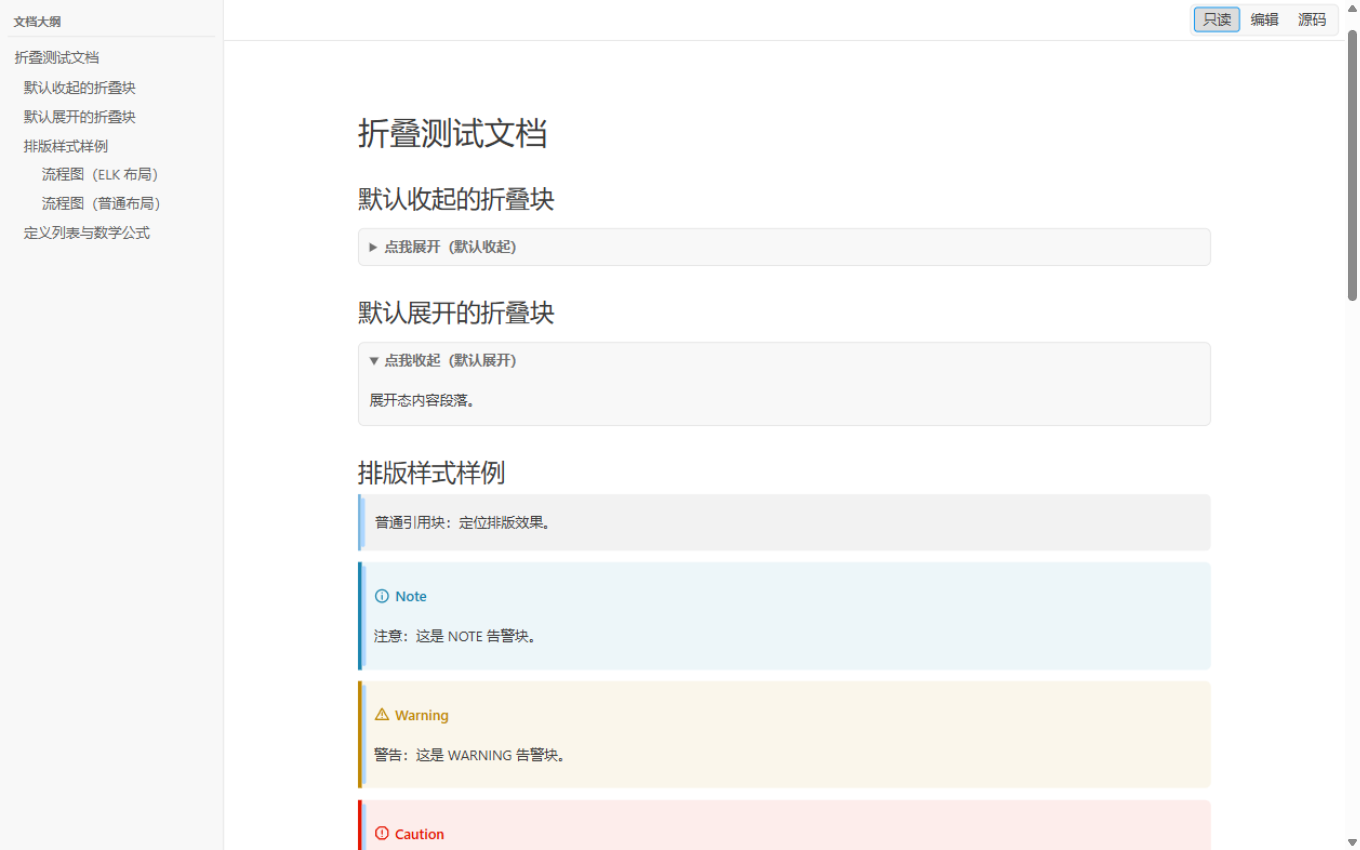 文档大纲
只读 编辑 源码
折叠测试文档
默认收起的折叠块
默认展开的折叠块
排版样式样例
流程图（ELK 布局）
流程图（普通布局）
定义列表与数学公式
折叠测试文档
默认收起的折叠块
点我展开（默认收起）
默认展开的折叠块
点我收起（默认展开）
展开态内容段落。
排版样式样例
普通引用块：定位排版效果。
Note
注意：这是 NOTE 告警块。
Warning
警告：这是 WARNING 告警块。
Caution